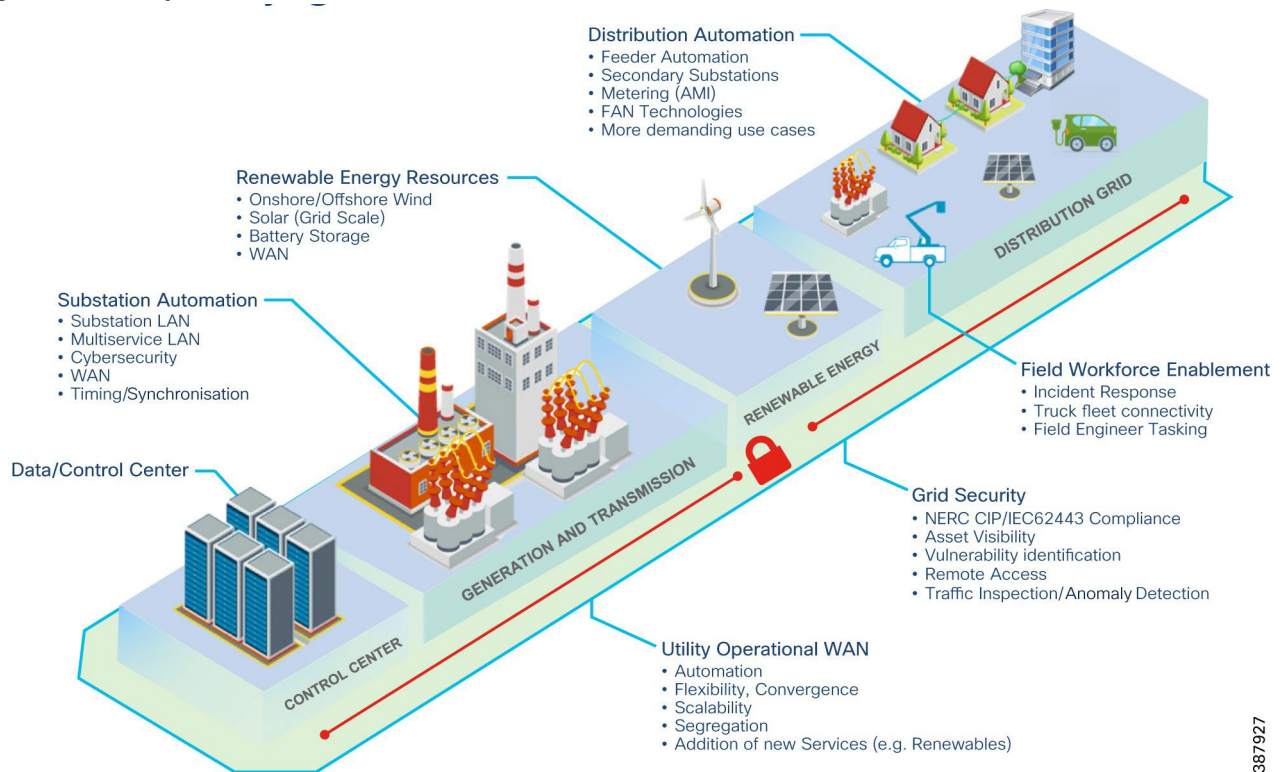 Distribution Automation
• Feeder Automation
• Secondary Substations
• Metering (AMI)
• FAN Technologies
• More demanding use cases
Renewable Energy Resources
• Onshore/Offshore Wind
• Solar (Grid Scale)
• Battery Storage
• WAN
Substation Automation
• Substation LAN
• Multiservice LAN
• Cybersecurity
• WAN
• Timing/Synchronisation
Data/Control Center
DISTRIBUTION GRID
RENEWABLE ENERGY
GENERATION AND TRANSMISSION
CONTROL CENTER
Field Workforce Enablement
• Incident Response
• Truck fleet connectivity
• Field Engineer Tasking
Grid Security
• NERC CIP/IEC62443 Compliance
• Asset Visibility
• Vulnerability identification
• Remote Access
• Traffic Inspection/Anomaly Detection
Utility Operational WAN
• Automation
• Flexibility, Convergence
• Scalability
• Segregation
• Addition of new Services (e.g. Renewables)
387927